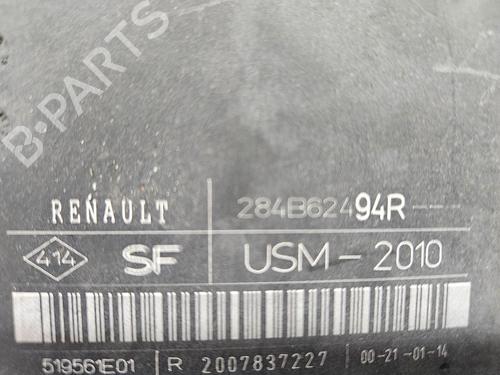 B-PARTS
RENAULT 284B62494R----
414 SF USM-2010
519561E01 R 2007837227 00-21-01-14